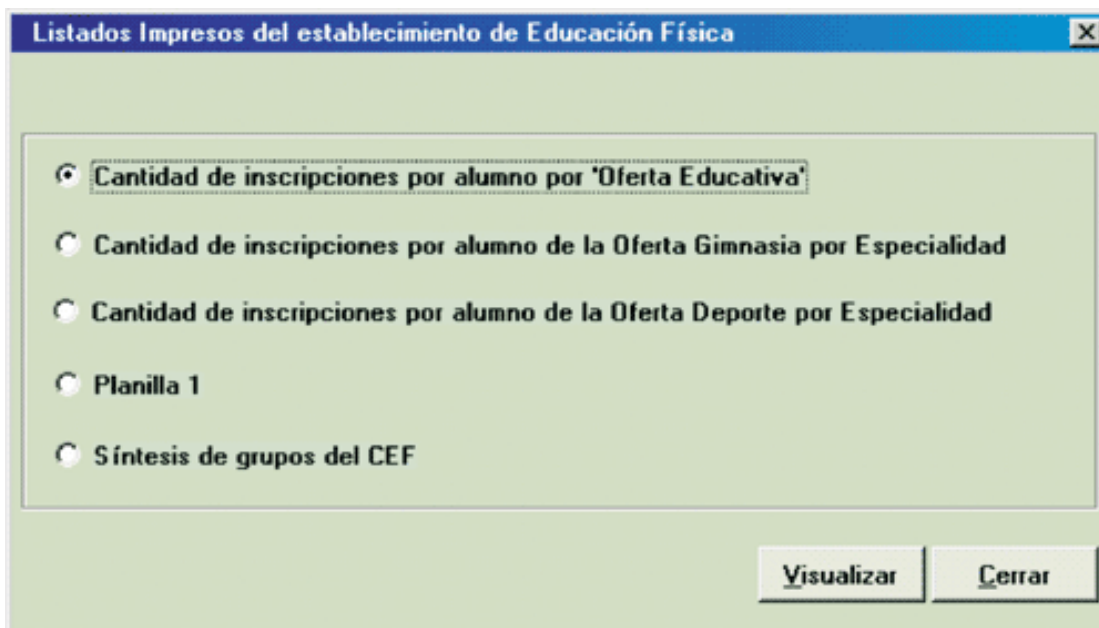 Listados Impresos del establecimiento de Educación Física
Cantidad de inscripciones por alumno por 'Oferta Educativa'
Cantidad de inscripciones por alumno de la Oferta Gimnasia por Especialidad
Cantidad de inscripciones por alumno de la Oferta Deporte por Especialidad
Planilla 1
Síntesis de grupos del CEF
Visualizar Cerrar